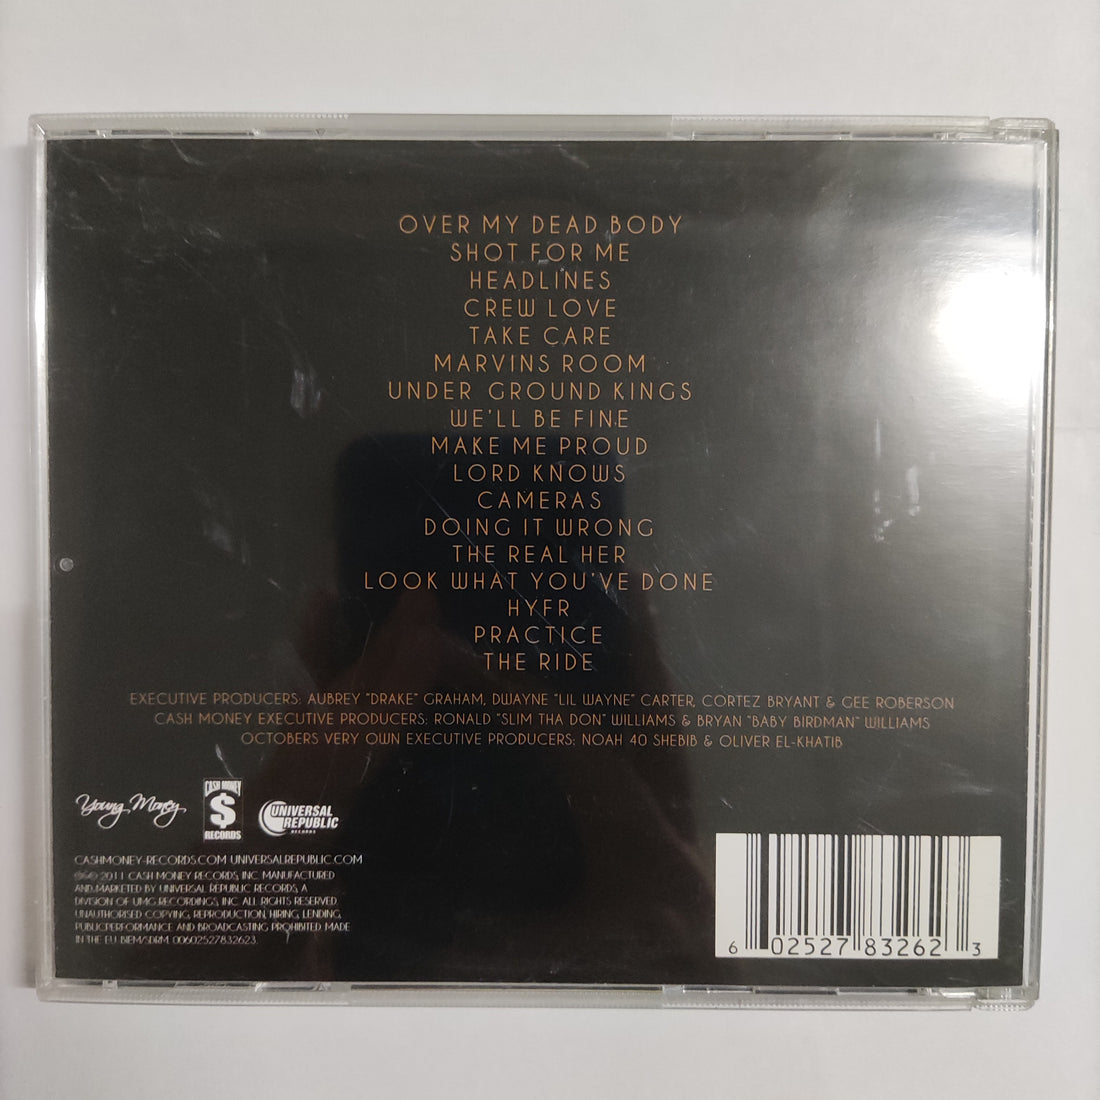 OVER MY DEAD BODY
SHOT FOR ME
HEADLINES
CREW LOVE
TAKE CARE
MARVINS ROOM
UNDER GROUND KINGS
WE'LL BE FINE
MAKE ME PROUD
LORD KNOWS
CAMERAS
DOING IT WRONG
THE REAL HER
LOOK WHAT YOU'VE DONE
HYFR
PRACTICE
THE RIDE
EXECUTIVE PRODUCERS: AUBREY "DRAKE" GRAHAM, DWAYNE "LIL WAYNE" CARTER, CORTEZ BRYANT & GEE ROBERSON
CASH MONEY EXECUTIVE PRODUCERS: RONALD "SLIM THA DON" WILLIAMS & BRYAN "BABY BIRDMAN" WILLIAMS
OCTOBERS VERY OWN EXECUTIVE PRODUCERS: NOAH 40 SHEBIB & OLIVER EL-KHATIB
Young Money
CASH MONEY
$
RECORDS
UNIVERSAL
REPUBLIC
RECORDS
CASHMONEY-RECORDS.COM UNIVERSALREPUBLIC.COM
℗© 2011 CASH MONEY RECORDS, INC. MANUFACTURED
AND MARKETED BY UNIVERSAL REPUBLIC RECORDS, A
DIVISION OF UMG RECORDINGS, INC. ALL RIGHTS RESERVED.
UNAUTHORISED COPYING, REPRODUCTION, HIRING, LENDING,
PUBLICPERFORMANCE AND BROADCASTING PROHIBITED MADE
IN THE EU. BIEM/SDRM. 00602527832623.
6 02527 83262 3